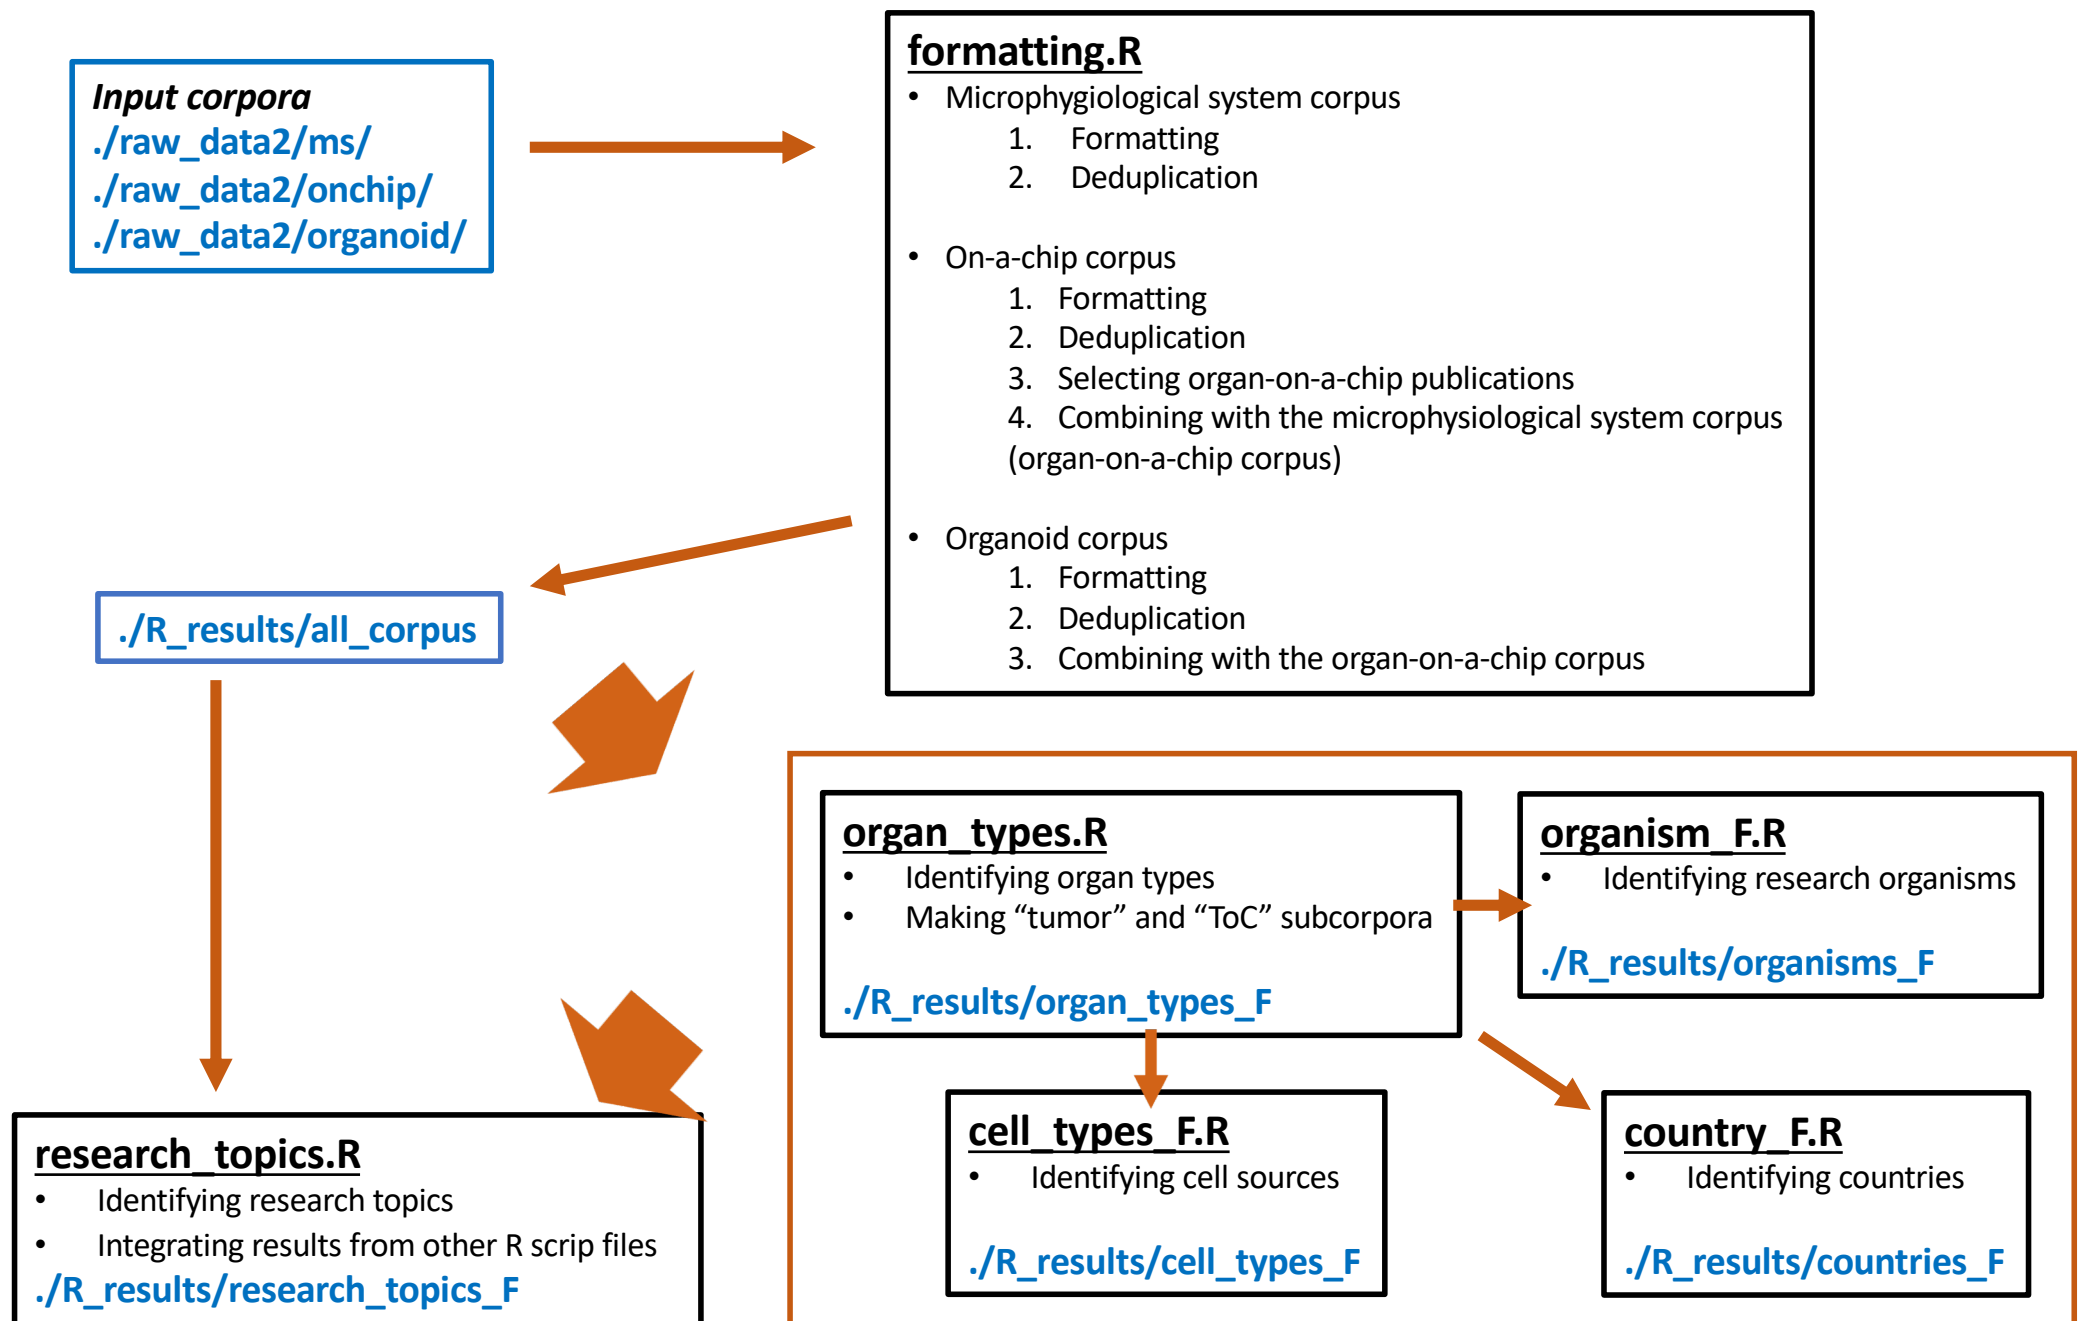 Input corpora
./raw_data2/ms/
./raw_data2/onchip/
./raw_data2/organoid/
formatting.R
• Microphygiological system corpus
1. Formatting
2. Deduplication
• On-a-chip corpus
1. Formatting
2. Deduplication
3. Selecting organ-on-a-chip publications
4. Combining with the microphysiological system corpus
(organ-on-a-chip corpus)
• Organoid corpus
1. Formatting
2. Deduplication
3. Combining with the organ-on-a-chip corpus
./R_results/all_corpus
organ_types.R
• Identifying organ types
• Making “tumor” and “ToC” subcorpora
./R_results/organ_types_F
organism_F.R
• Identifying research organisms
./R_results/organisms_F
cell_types_F.R
• Identifying cell sources
./R_results/cell_types_F
country_F.R
• Identifying countries
./R_results/countries_F
research_topics.R
• Identifying research topics
• Integrating results from other R scrip files
./R_results/research_topics_F